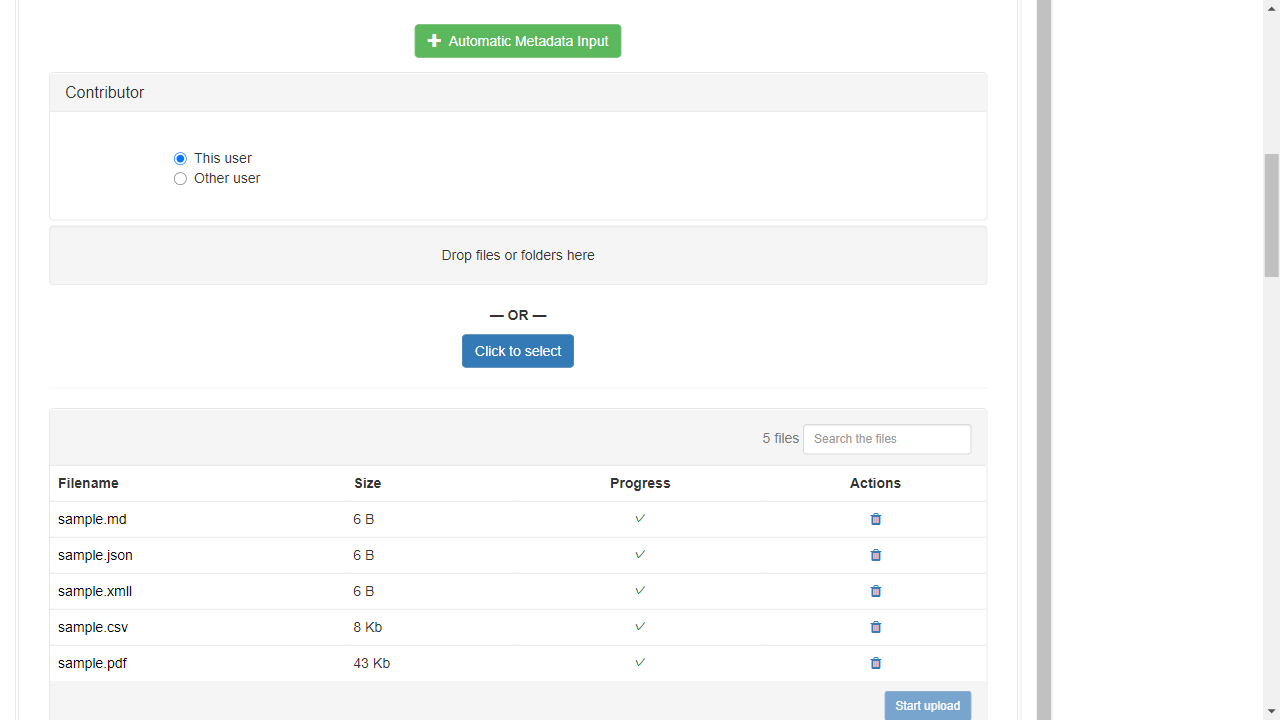 Automatic Metadata Input
Contributor
This user
Other user
Drop files or folders here
— OR —
Click to select
5 files Search the files
Filename Size Progress Actions
sample.md 6 B ✓
sample.json 6 B ✓
sample.xmll 6 B ✓
sample.csv 8 Kb ✓
sample.pdf 43 Kb ✓
Start upload